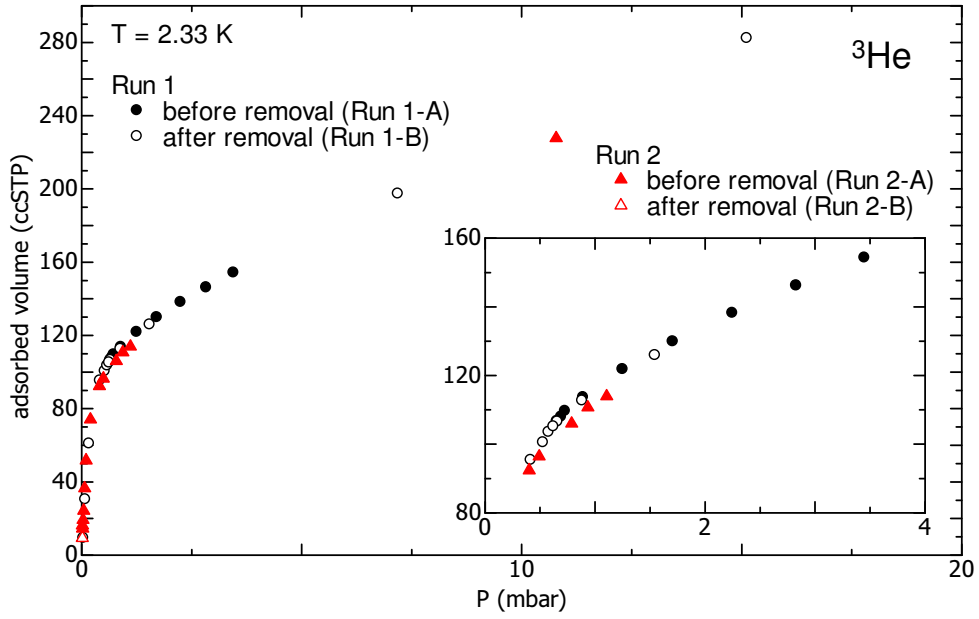 T = 2.33 K
³He
Run 1
before removal (Run 1-A)
after removal (Run 1-B)
Run 2
before removal (Run 2-A)
after removal (Run 2-B)
adsorbed volume (ccSTP)
280
240
200
160
120
80
40
0
0
10
20
P (mbar)
160
120
80
0
2
4